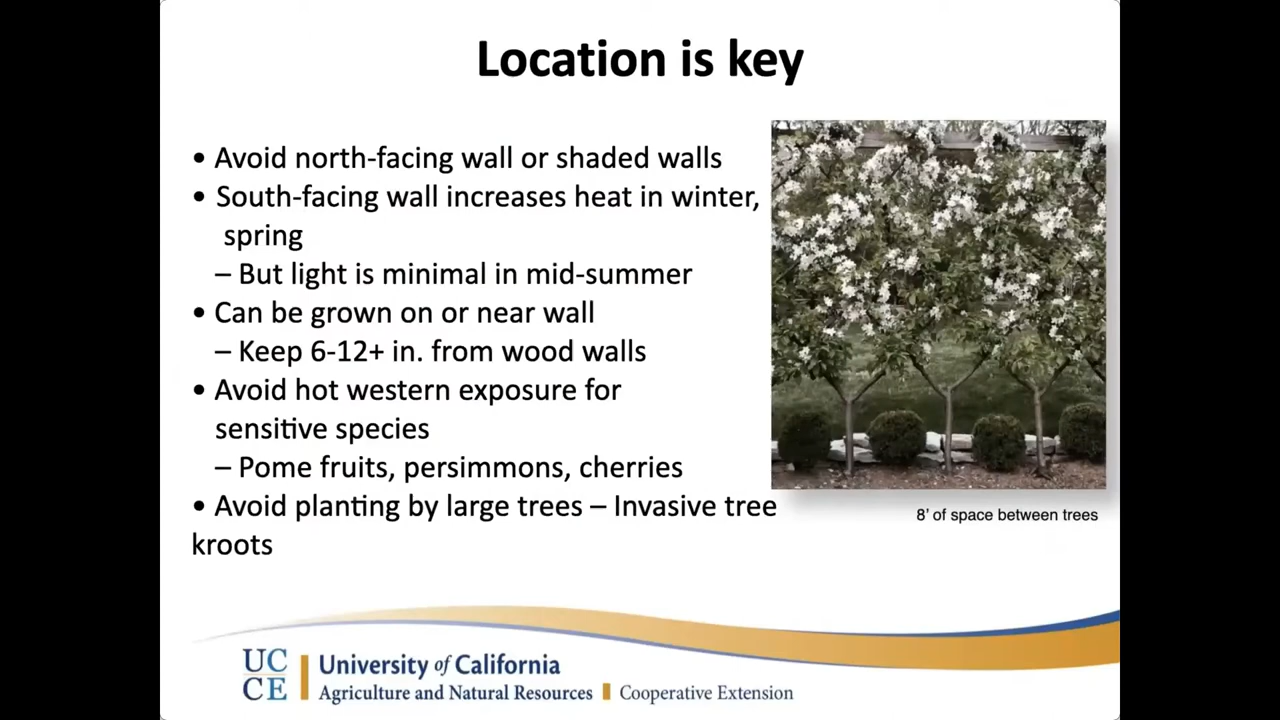 Location is key
• Avoid north-facing wall or shaded walls
• South-facing wall increases heat in winter,
spring
– But light is minimal in mid-summer
• Can be grown on or near wall
– Keep 6-12+ in. from wood walls
• Avoid hot western exposure for
sensitive species
– Pome fruits, persimmons, cherries
• Avoid planting by large trees – Invasive tree
kroots
8’ of space between trees
UC
CE
University of California
Agriculture and Natural Resources
Cooperative Extension